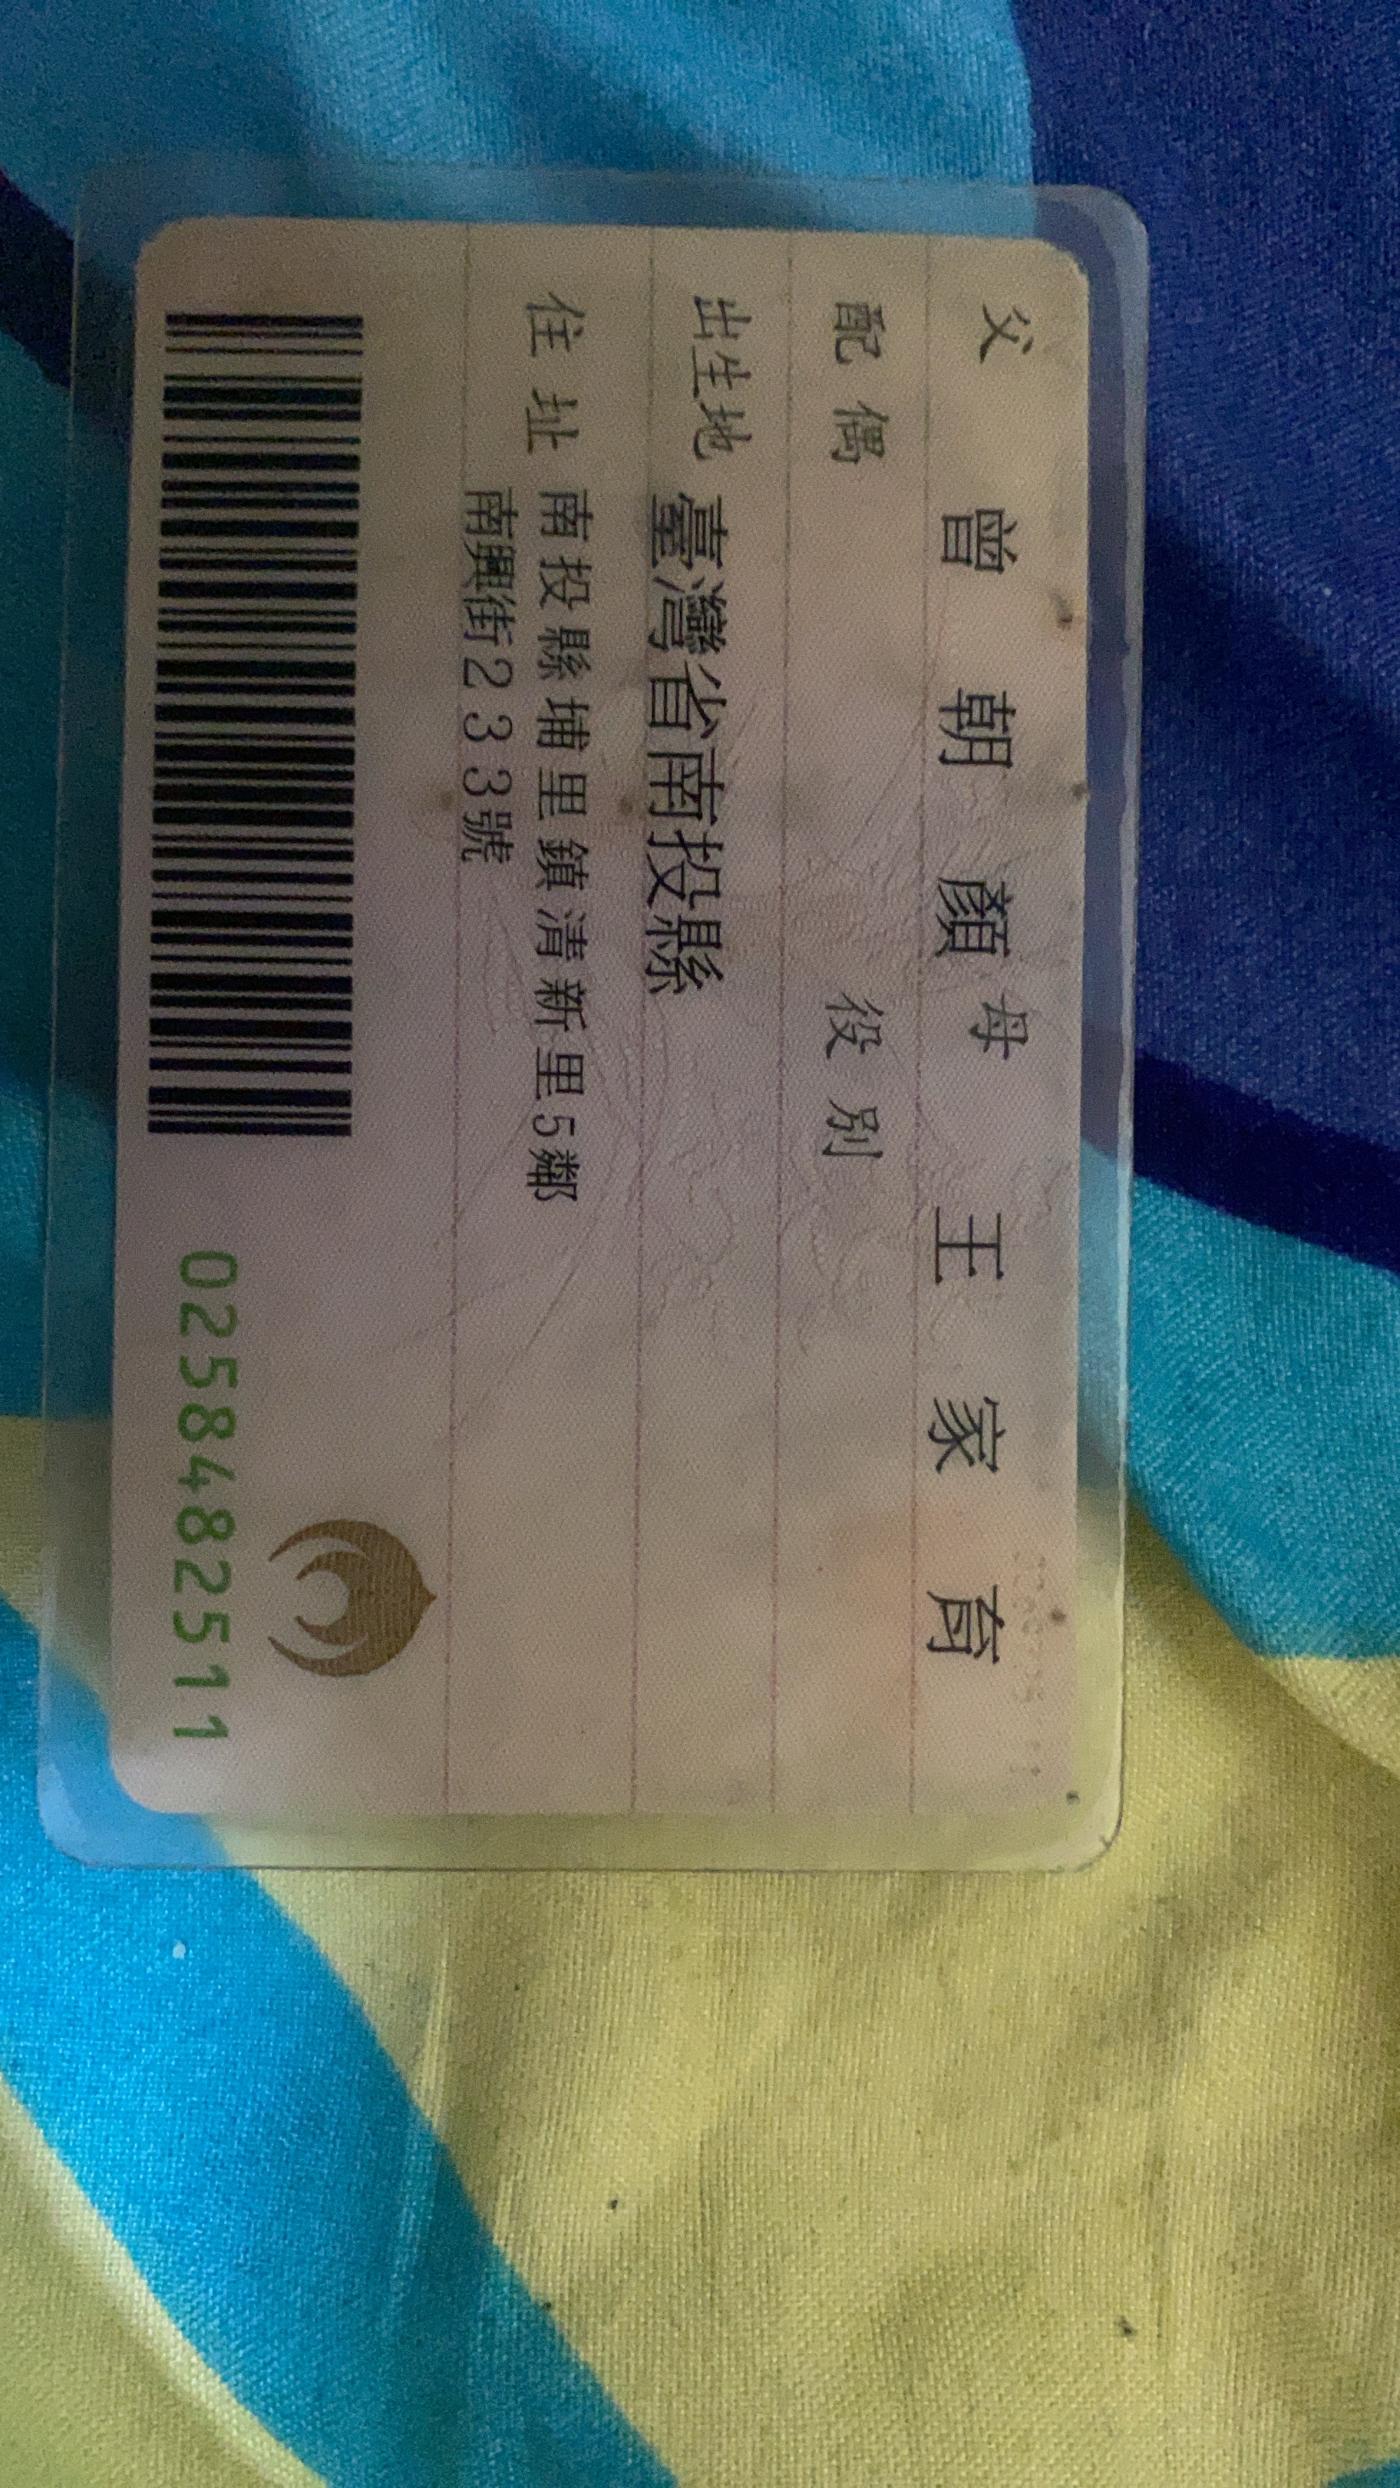 父 曾朝顏 母 王家育
配偶 役別
出生地 臺灣省南投縣
住址 南投縣埔里鎮清新里5鄰
南興街233號
0258482511